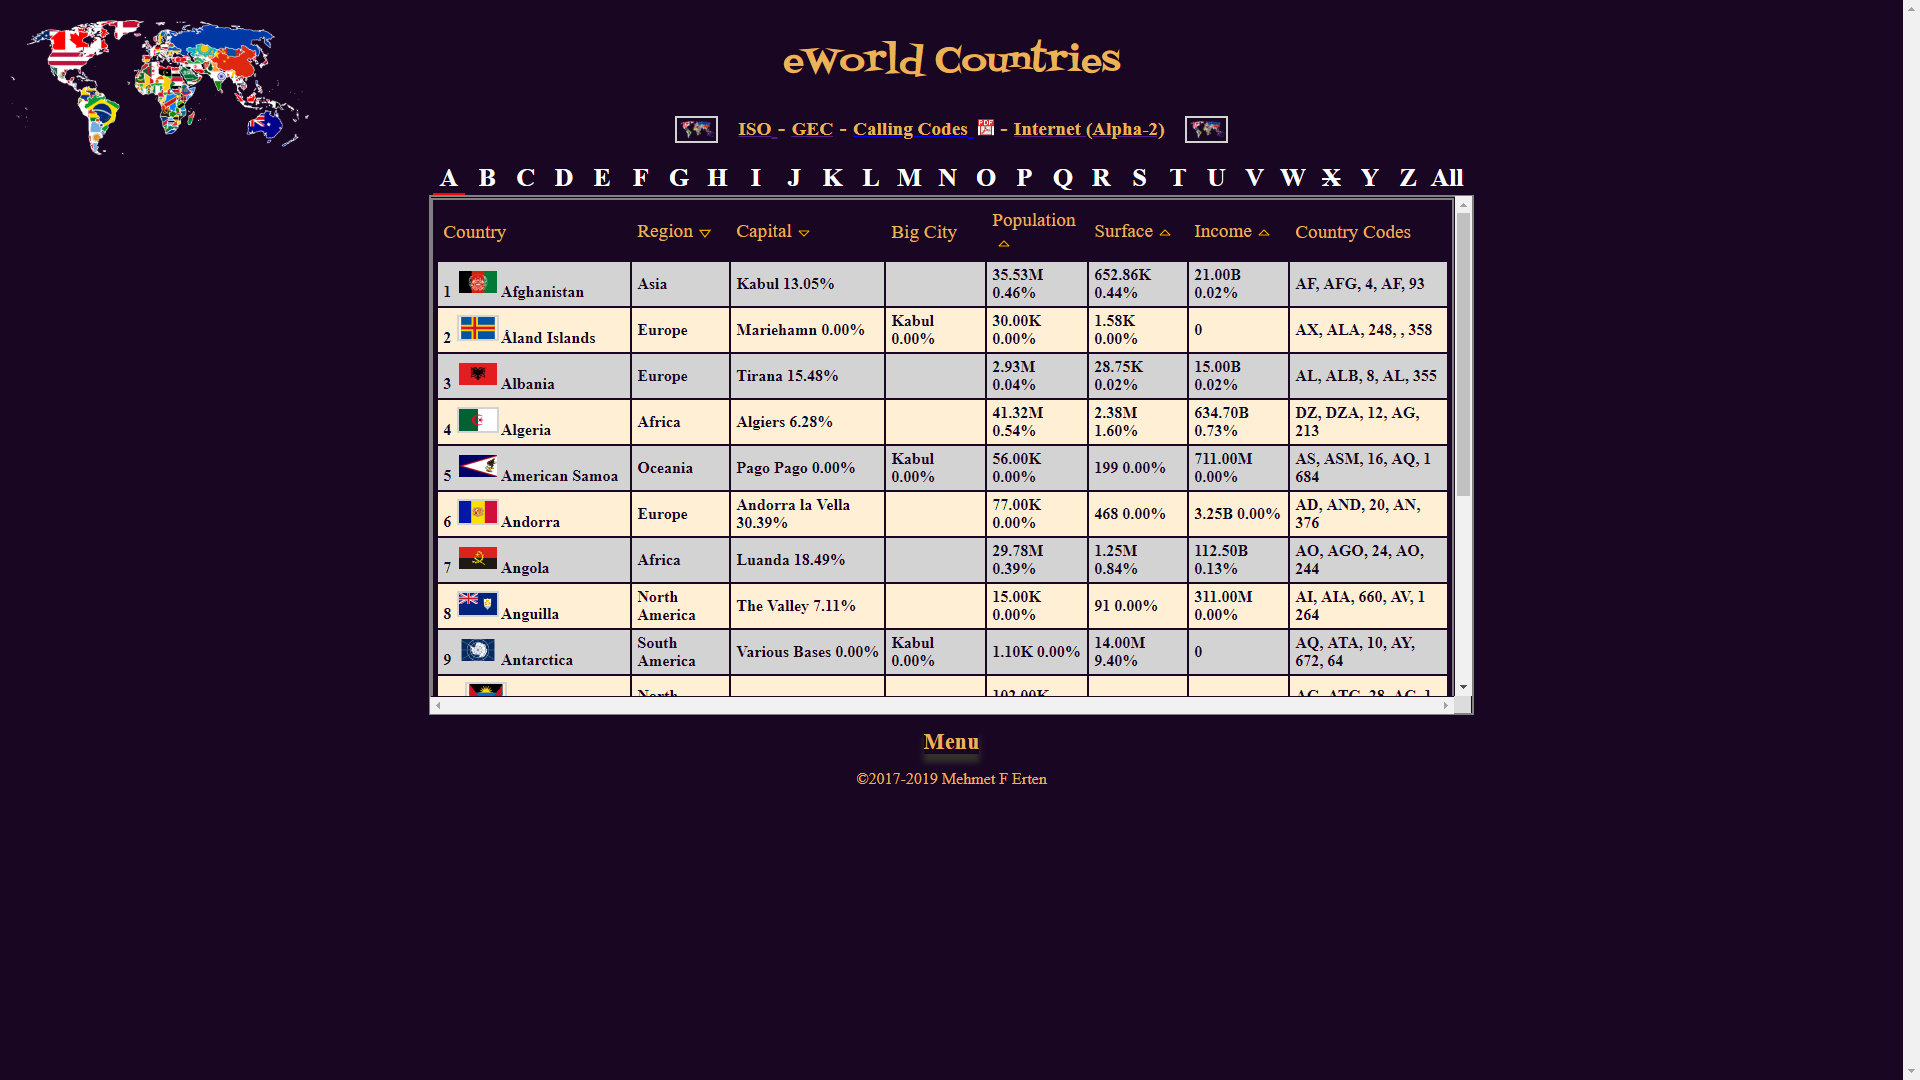 eWorld Countries
ISO - GEC - Calling Codes PDF - Internet (Alpha-2)
A B C D E F G H I J K L M N O P Q R S T U V W X Y Z All
Country Region Capital Big City Population Surface Income Country Codes
1 Afghanistan Asia Kabul 13.05% 35.53M 0.46% 652.86K 0.44% 21.00B 0.02% AF, AFG, 4, AF, 93
2 Åland Islands Europe Mariehamn 0.00% Kabul 0.00% 30.00K 0.00% 1.58K 0.00% 0 AX, ALA, 248, , 358
3 Albania Europe Tirana 15.48% 2.93M 0.04% 28.75K 0.02% 15.00B 0.02% AL, ALB, 8, AL, 355
4 Algeria Africa Algiers 6.28% 41.32M 0.54% 2.38M 1.60% 634.70B 0.73% DZ, DZA, 12, AG, 213
5 American Samoa Oceania Pago Pago 0.00% Kabul 0.00% 56.00K 0.00% 199 0.00% 711.00M 0.00% AS, ASM, 16, AQ, 1 684
6 Andorra Europe Andorra la Vella 30.39% 77.00K 0.00% 468 0.00% 3.25B 0.00% AD, AND, 20, AN, 376
7 Angola Africa Luanda 18.49% 29.78M 0.39% 1.25M 0.84% 112.50B 0.13% AO, AGO, 24, AO, 244
8 Anguilla North America The Valley 7.11% 15.00K 0.00% 91 0.00% 311.00M 0.00% AI, AIA, 660, AV, 1 264
9 Antarctica South America Various Bases 0.00% Kabul 0.00% 1.10K 0.00% 14.00M 9.40% 0 AQ, ATA, 10, AY, 672, 64
North 102.00K AG, ATG, 28, AC, 1
Menu
©2017-2019 Mehmet F Erten